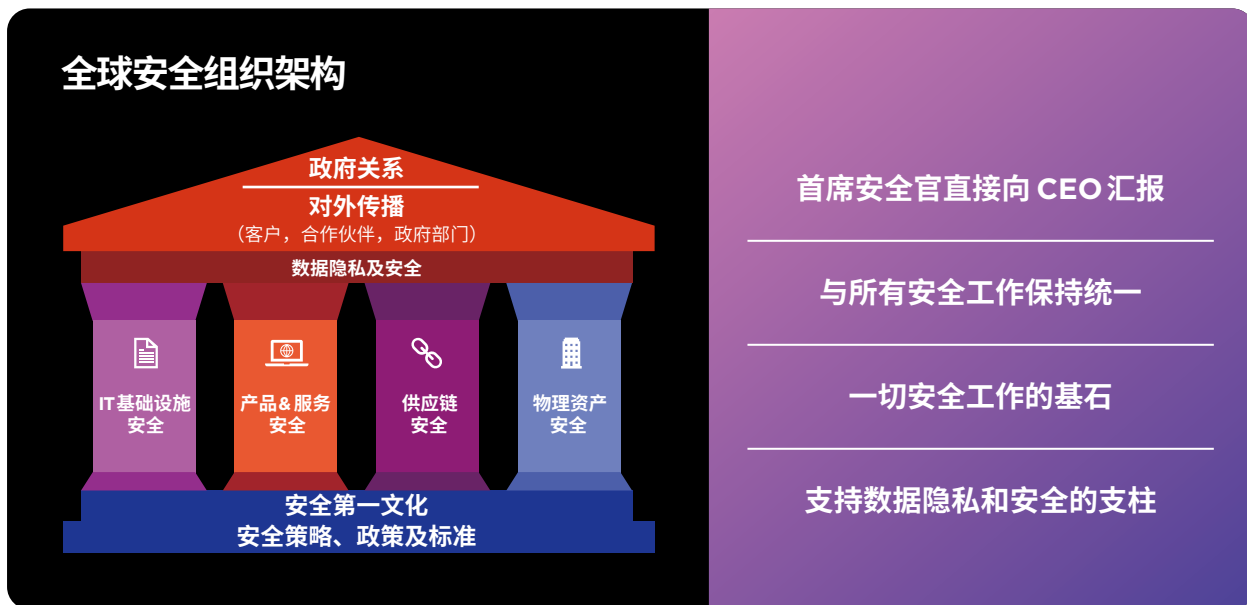 全球安全组织架构
政府关系
对外传播
（客户，合作伙伴，政府部门）
数据隐私及安全
IT基础设施
安全
产品&服务
安全
供应链
安全
物理资产
安全
安全第一文化
安全策略、政策及标准
首席安全官直接向 CEO 汇报
与所有安全工作保持统一
一切安全工作的基石
支持数据隐私和安全的支柱